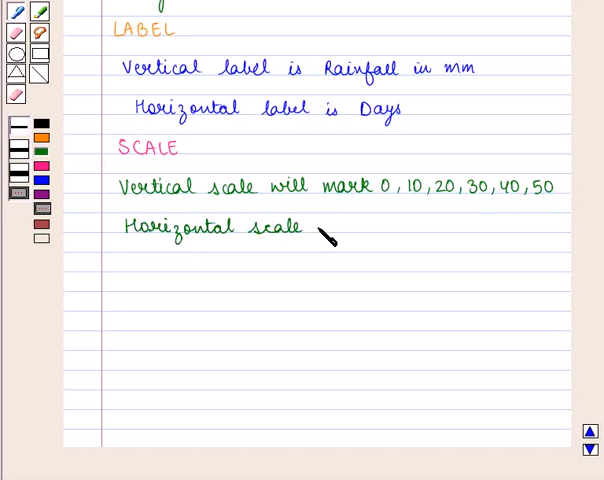 LABEL
Vertical label is Rainfall in mm
Horizontal label is Days
SCALE
Vertical scale will mark 0, 10, 20, 30, 40, 50
Horizontal scale